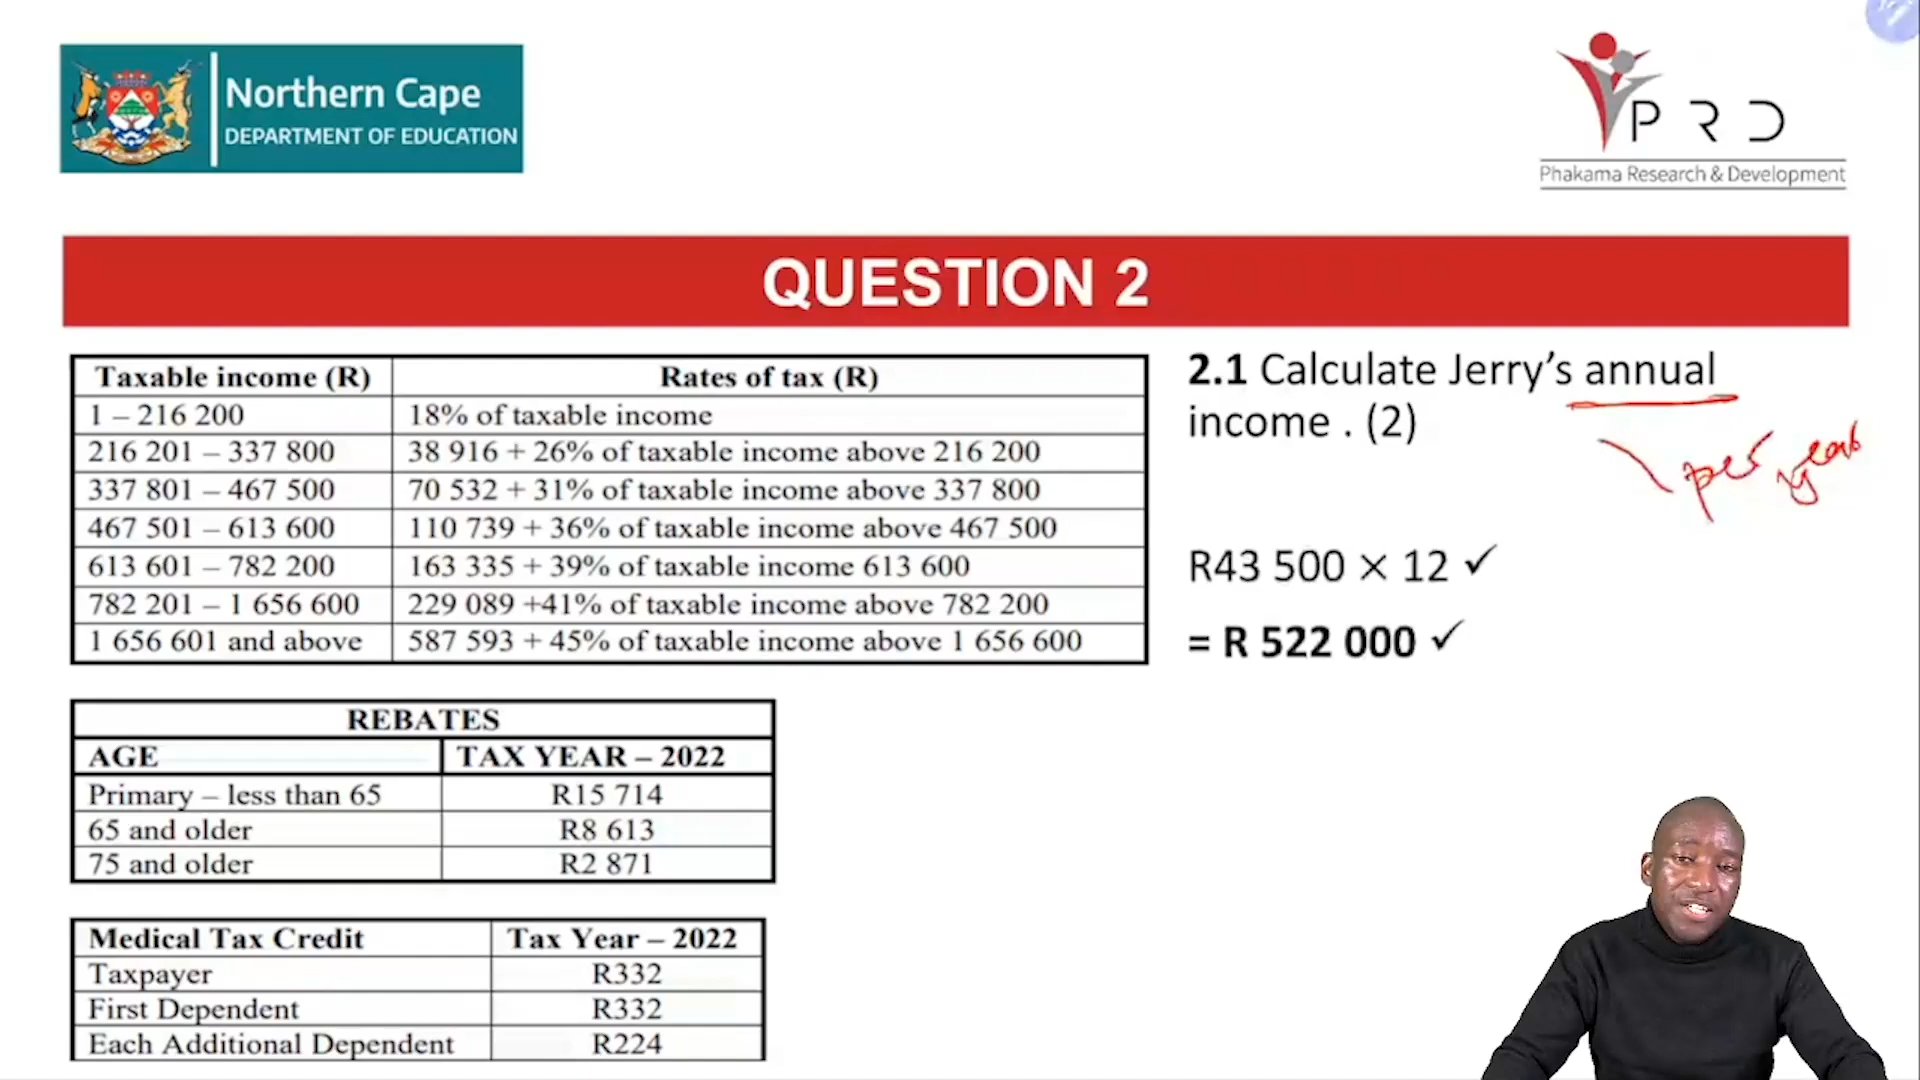 Northern Cape
DEPARTMENT OF EDUCATION
PRD
Phakama Research & Development
QUESTION 2
Taxable income (R) Rates of tax (R)
1 – 216 200 18% of taxable income
216 201 – 337 800 38 916 + 26% of taxable income above 216 200
337 801 – 467 500 70 532 + 31% of taxable income above 337 800
467 501 – 613 600 110 739 + 36% of taxable income above 467 500
613 601 – 782 200 163 335 + 39% of taxable income 613 600
782 201 – 1 656 600 229 089 +41% of taxable income above 782 200
1 656 601 and above 587 593 + 45% of taxable income above 1 656 600
REBATES
AGE TAX YEAR – 2022
Primary – less than 65 R15 714
65 and older R8 613
75 and older R2 871
Medical Tax Credit Tax Year – 2022
Taxpayer R332
First Dependent R332
Each Additional Dependent R224
2.1 Calculate Jerry’s annual
income . (2)
per year
R43 500 × 12 ✓
= R 522 000 ✓